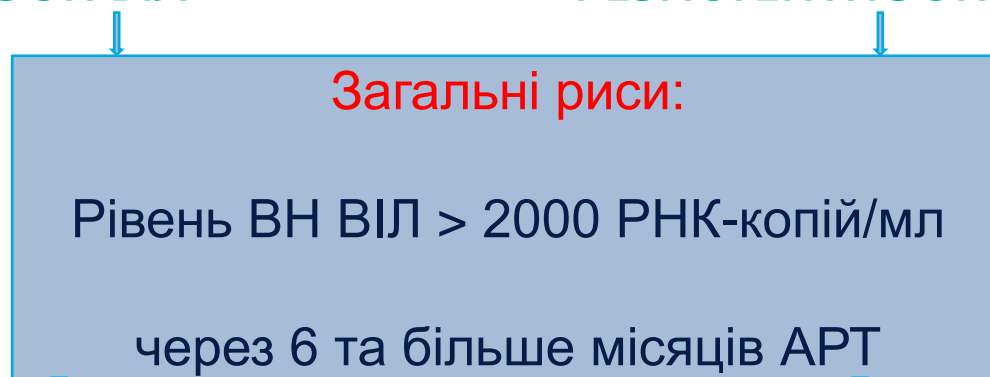 Загальні риси:
Рівень ВН ВІЛ > 2000 РНК-копій/мл
через 6 та більше місяців АРТ